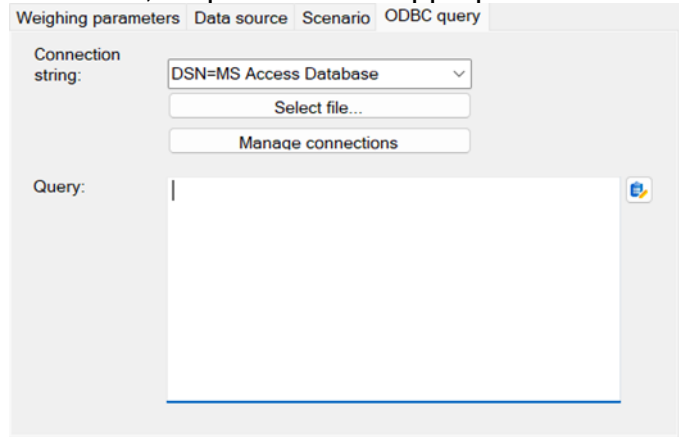 Weighing parameters Data source Scenario ODBC query
Connection
string:
DSN=MS Access Database
Select file...
Manage connections
Query: